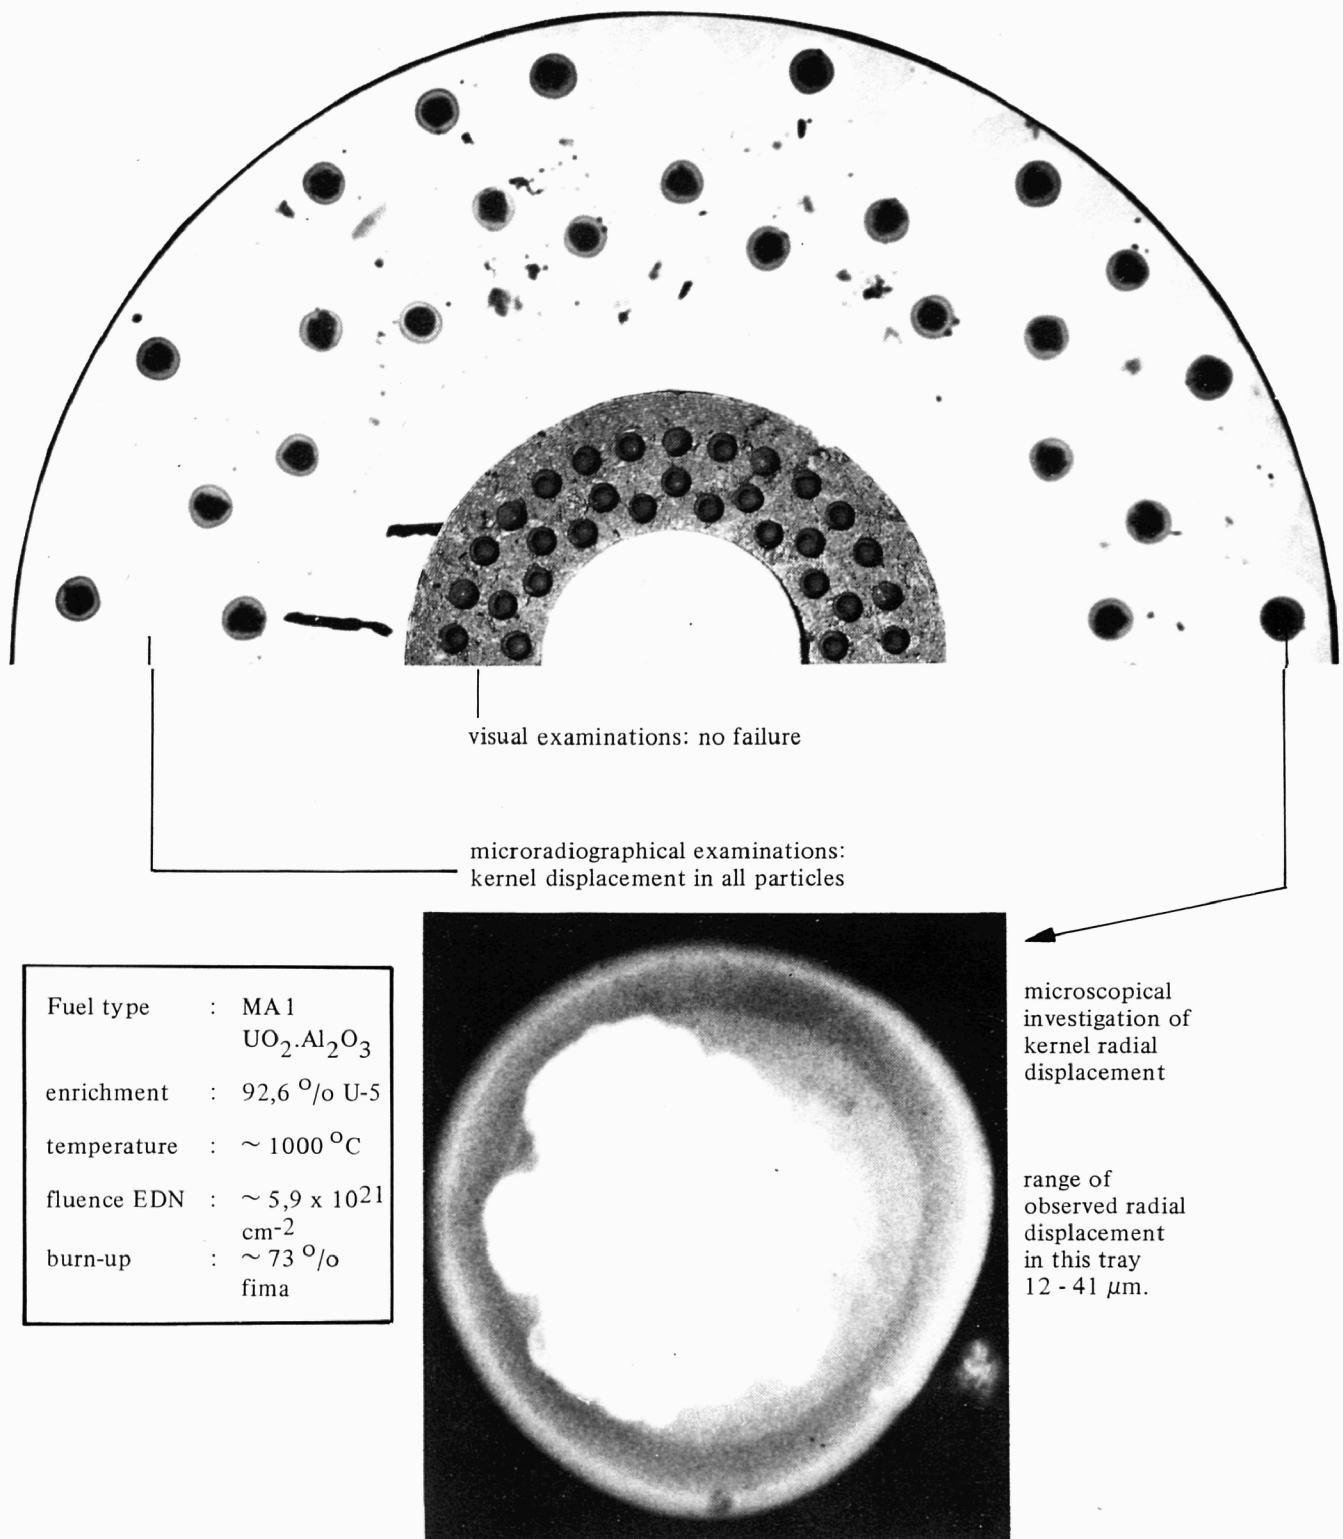 visual examinations: no failure
microradiographical examinations:
kernel displacement in all particles
Fuel type : MA1
UO₂.Al₂O₃
enrichment : 92,6 º/o U-5
temperature : ~ 1000 ºC
fluence EDN : ~ 5,9 x 10²¹
cm⁻²
burn-up : ~ 73 º/o
fima
microscopical
investigation of
kernel radial
displacement
range of
observed radial
displacement
in this tray
12 - 41 µm.